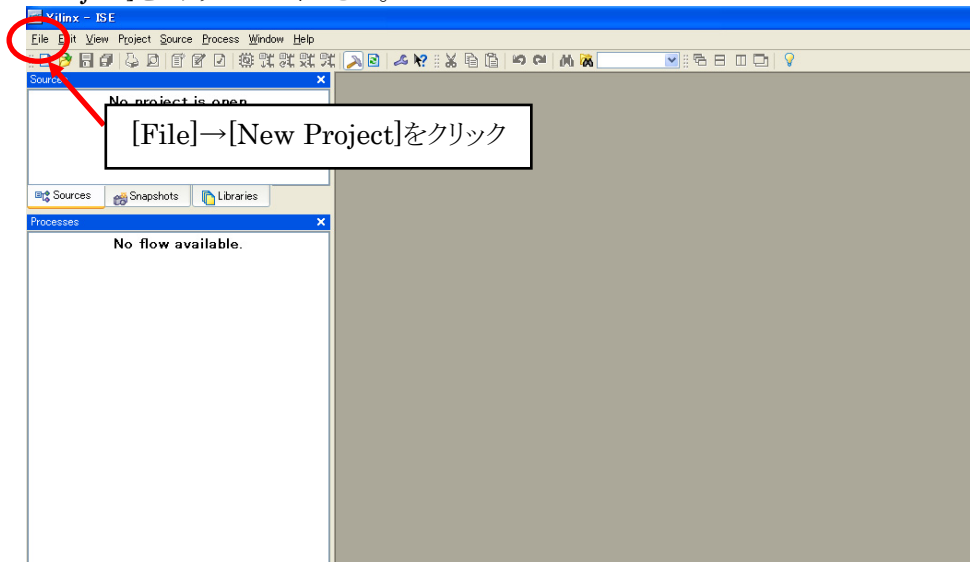 Xilinx - ISE
File Edit View Project Source Process Window Help
Sources
No project is open
[File]→[New Project]をクリック
Sources Snapshots Libraries
Processes
No flow available.